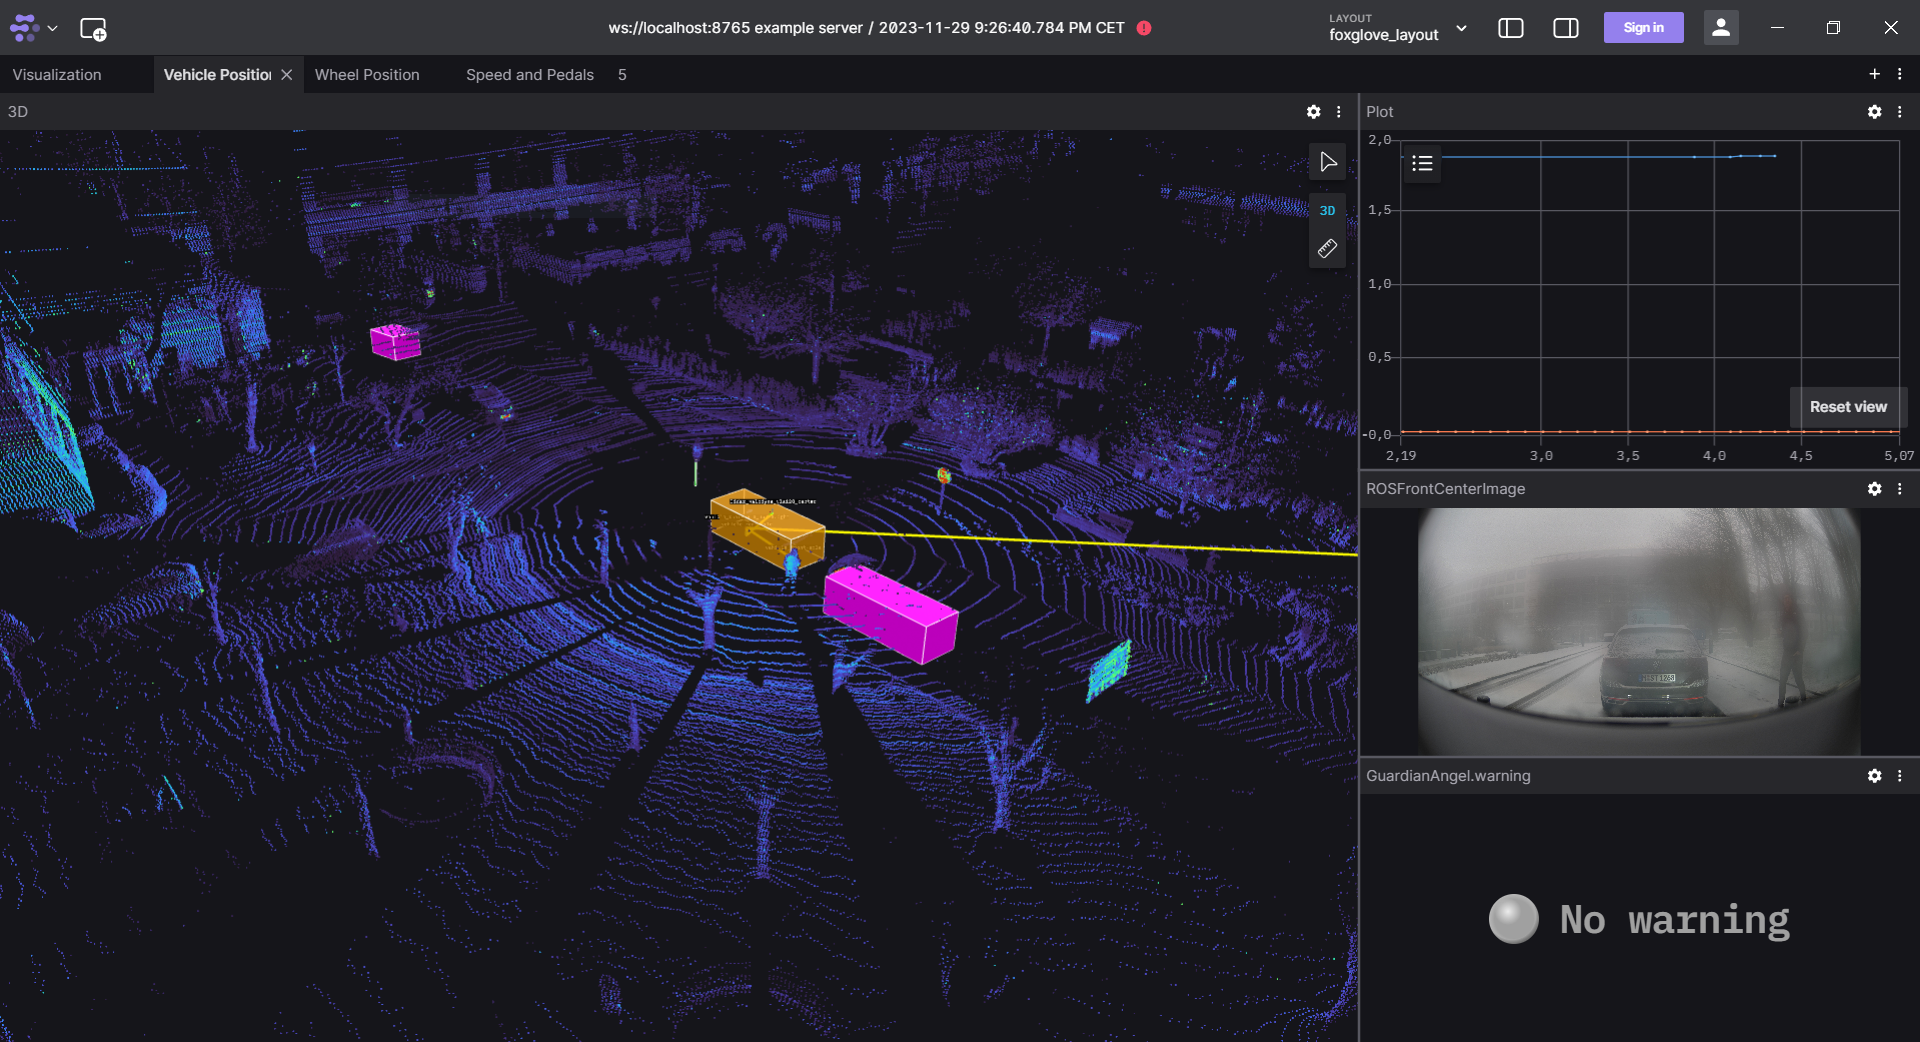 ws://localhost:8765 example server / 2023-11-29 9:26:40.784 PM CET
LAYOUT
foxglove_layout
Sign in
Visualization
Vehicle Position
Wheel Position
Speed and Pedals
5
3D
3D
Plot
2,0
1,5
1,0
0,5
-0,0
2,19
3,0
3,5
4,0
4,5
5,07
Reset view
ROSFrontCenterImage
GuardianAngel.warning
No warning